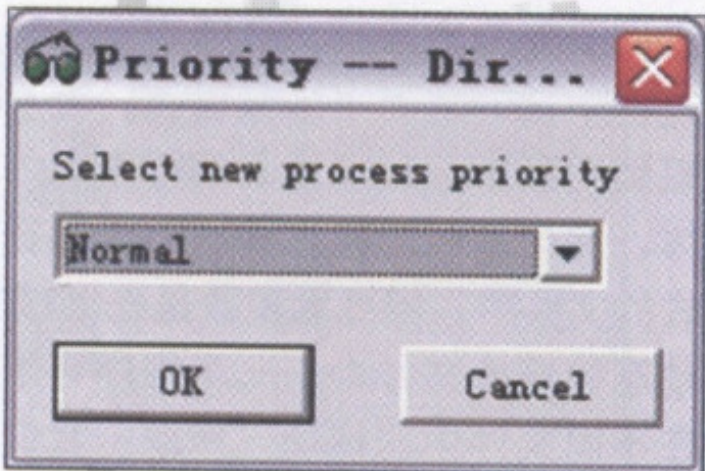 Priority -- Dir...
Select new process priority
Normal
OK
Cancel